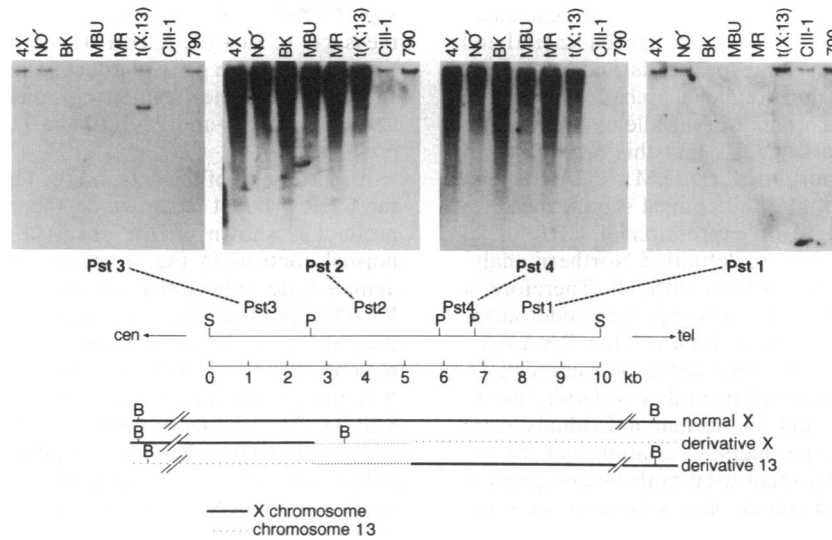 4X NO♂ BK MBU MR t(X;13) CIII-1 790
4X NO♂ BK MBU MR t(X;13) CIII-1 790
4X NO♂ BK MBU MR t(X;13) CIII-1 790
4X NO♂ BK MBU MR t(X;13) CIII-1 790
Pst 3 Pst 2 Pst 4 Pst 1
Pst3 Pst2 Pst4 Pst1
S P P P S
cen tel
0 1 2 3 4 5 6 7 8 9 10 kb
B B normal X
B B derivative X
B B derivative 13
X chromosome
chromosome 13